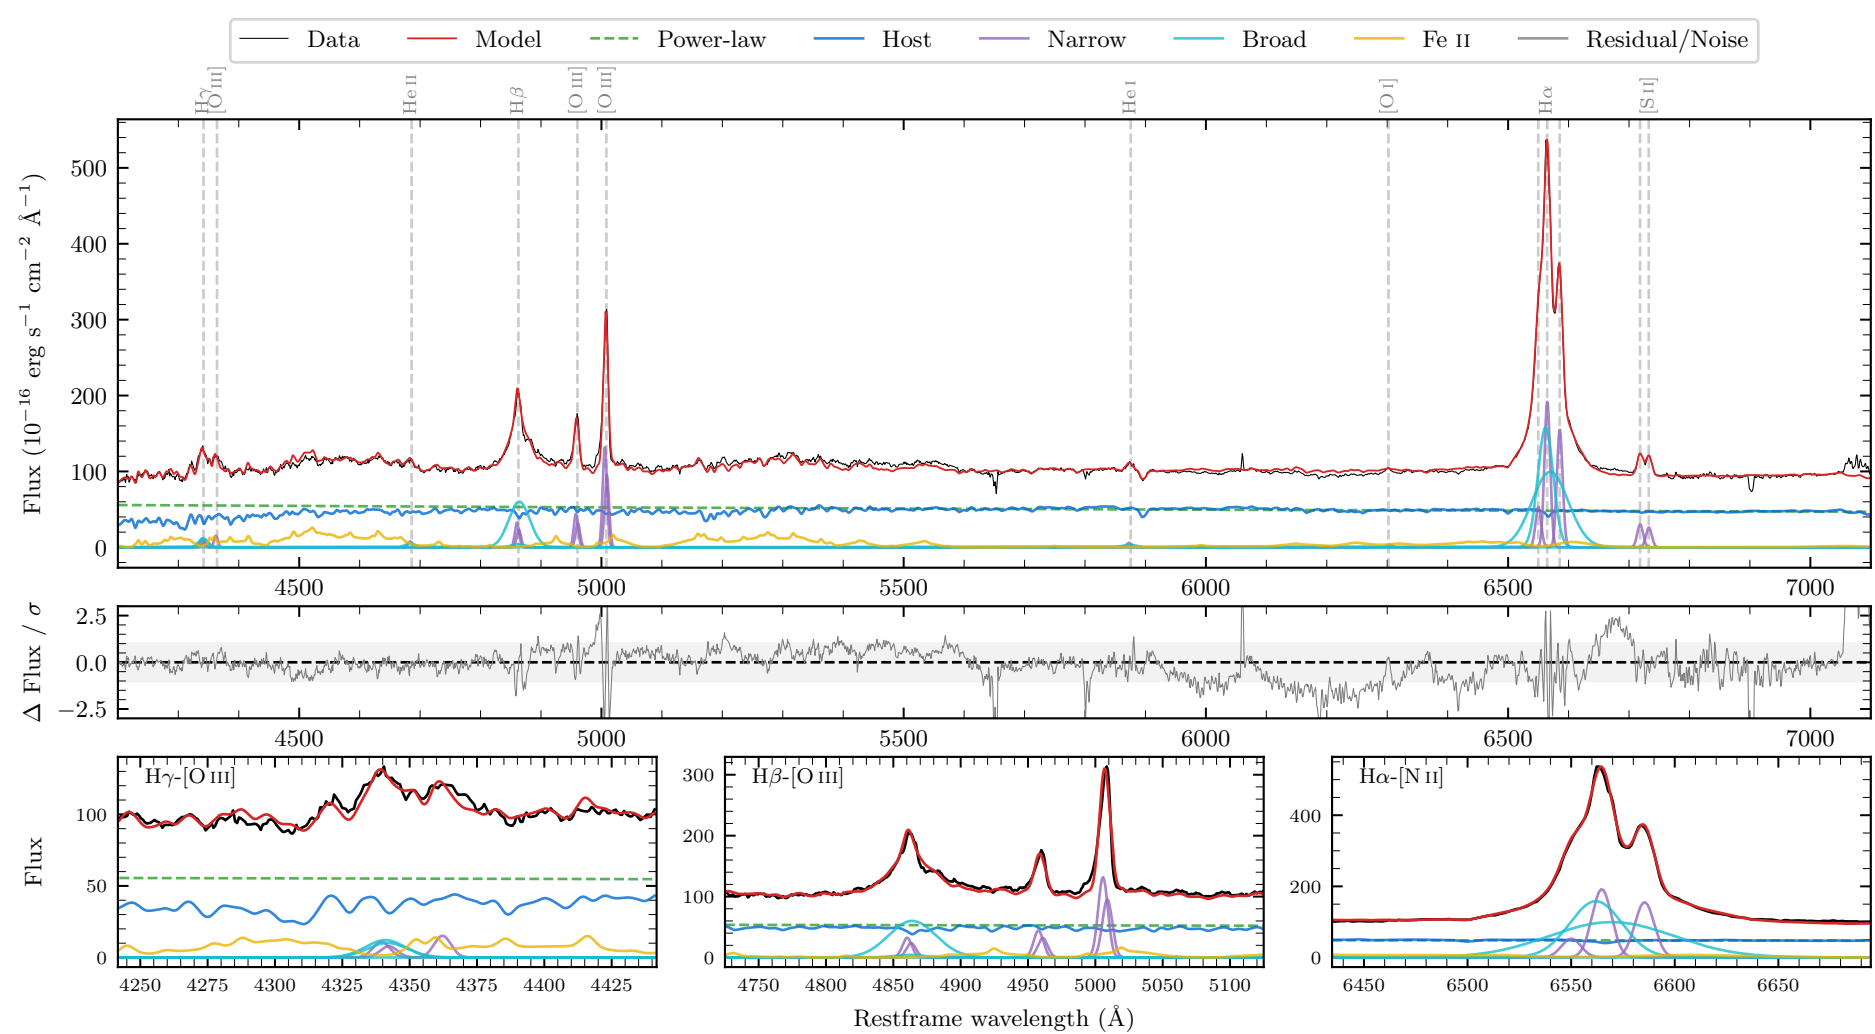 Data Model Power-law Host Narrow Broad Fe II Residual/Noise
Hγ [O III] He II Hβ [O III] [O III] He I [O I] Hα [S II]
Flux (10⁻¹⁶ erg s⁻¹ cm⁻² Å⁻¹)
500
400
300
200
100
0
4500 5000 5500 6000 6500 7000
Δ Flux / σ
2.5
0.0
−2.5
4500 5000 5500 6000 6500 7000
Flux
Hγ-[O III]
100
50
0
4250 4275 4300 4325 4350 4375 4400 4425
Hβ-[O III]
300
200
100
0
4750 4800 4850 4900 4950 5000 5050 5100
Hα-[N II]
400
200
0
6450 6500 6550 6600 6650
Restframe wavelength (Å)